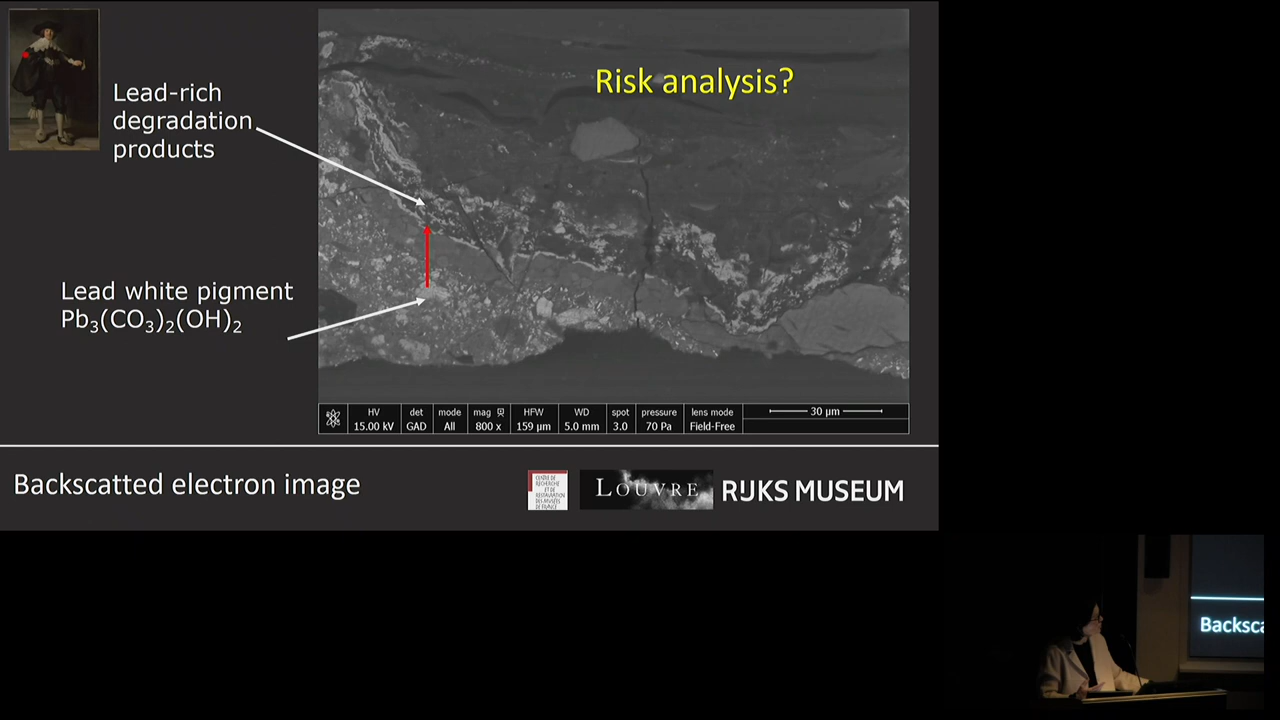 Risk analysis?
Lead-rich
degradation
products
Lead white pigment
Pb₃(CO₃)₂(OH)₂
HV det mode mag HFW WD spot pressure lens mode
15.00 kV GAD All 800 x 159 µm 5.0 mm 3.0 70 Pa Field-Free
30 µm
Backscatted electron image
CENTRE DE
RECHERCHE
ET DE
RESTAURATION
DES MUSÉES
DE FRANCE
LOUVRE
RIJKS MUSEUM
Backsca